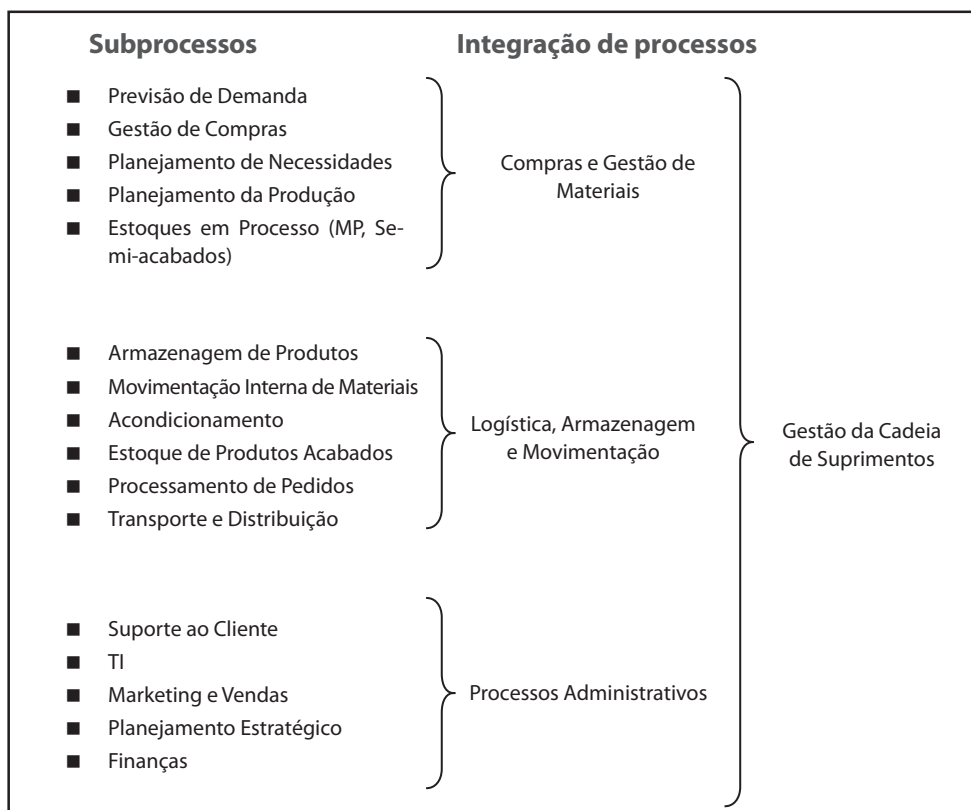 Subprocessos
Integração de processos
■ Previsão de Demanda
■ Gestão de Compras
■ Planejamento de Necessidades
■ Planejamento da Produção
■ Estoques em Processo (MP, Se-
mi-acabados)
Compras e Gestão de
Materiais
■ Armazenagem de Produtos
■ Movimentação Interna de Materiais
■ Acondicionamento
■ Estoque de Produtos Acabados
■ Processamento de Pedidos
■ Transporte e Distribuição
Logística, Armazenagem
e Movimentação
■ Suporte ao Cliente
■ TI
■ Marketing e Vendas
■ Planejamento Estratégico
■ Finanças
Processos Administrativos
Gestão da Cadeia
de Suprimentos